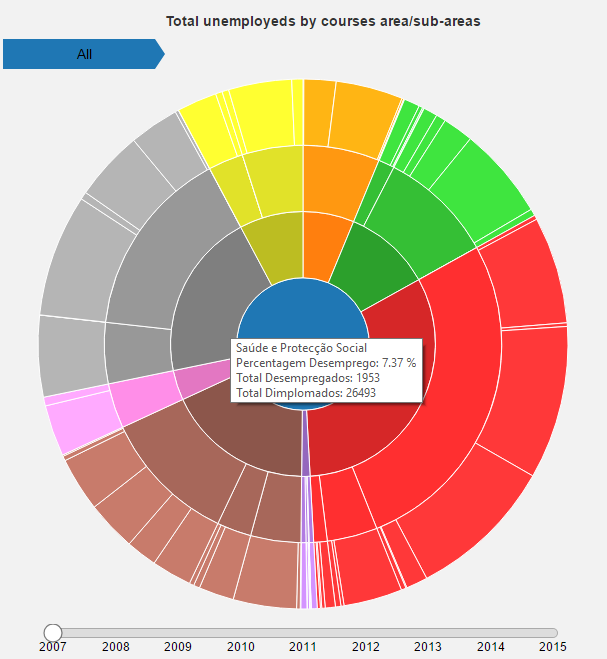 Total unemployeds by courses area/sub-areas
All
Saúde e Protecção Social
Percentagem Desemprego: 7.37 %
Total Desempregados: 1953
Total Dimplomados: 26493
2007 2008 2009 2010 2011 2012 2013 2014 2015